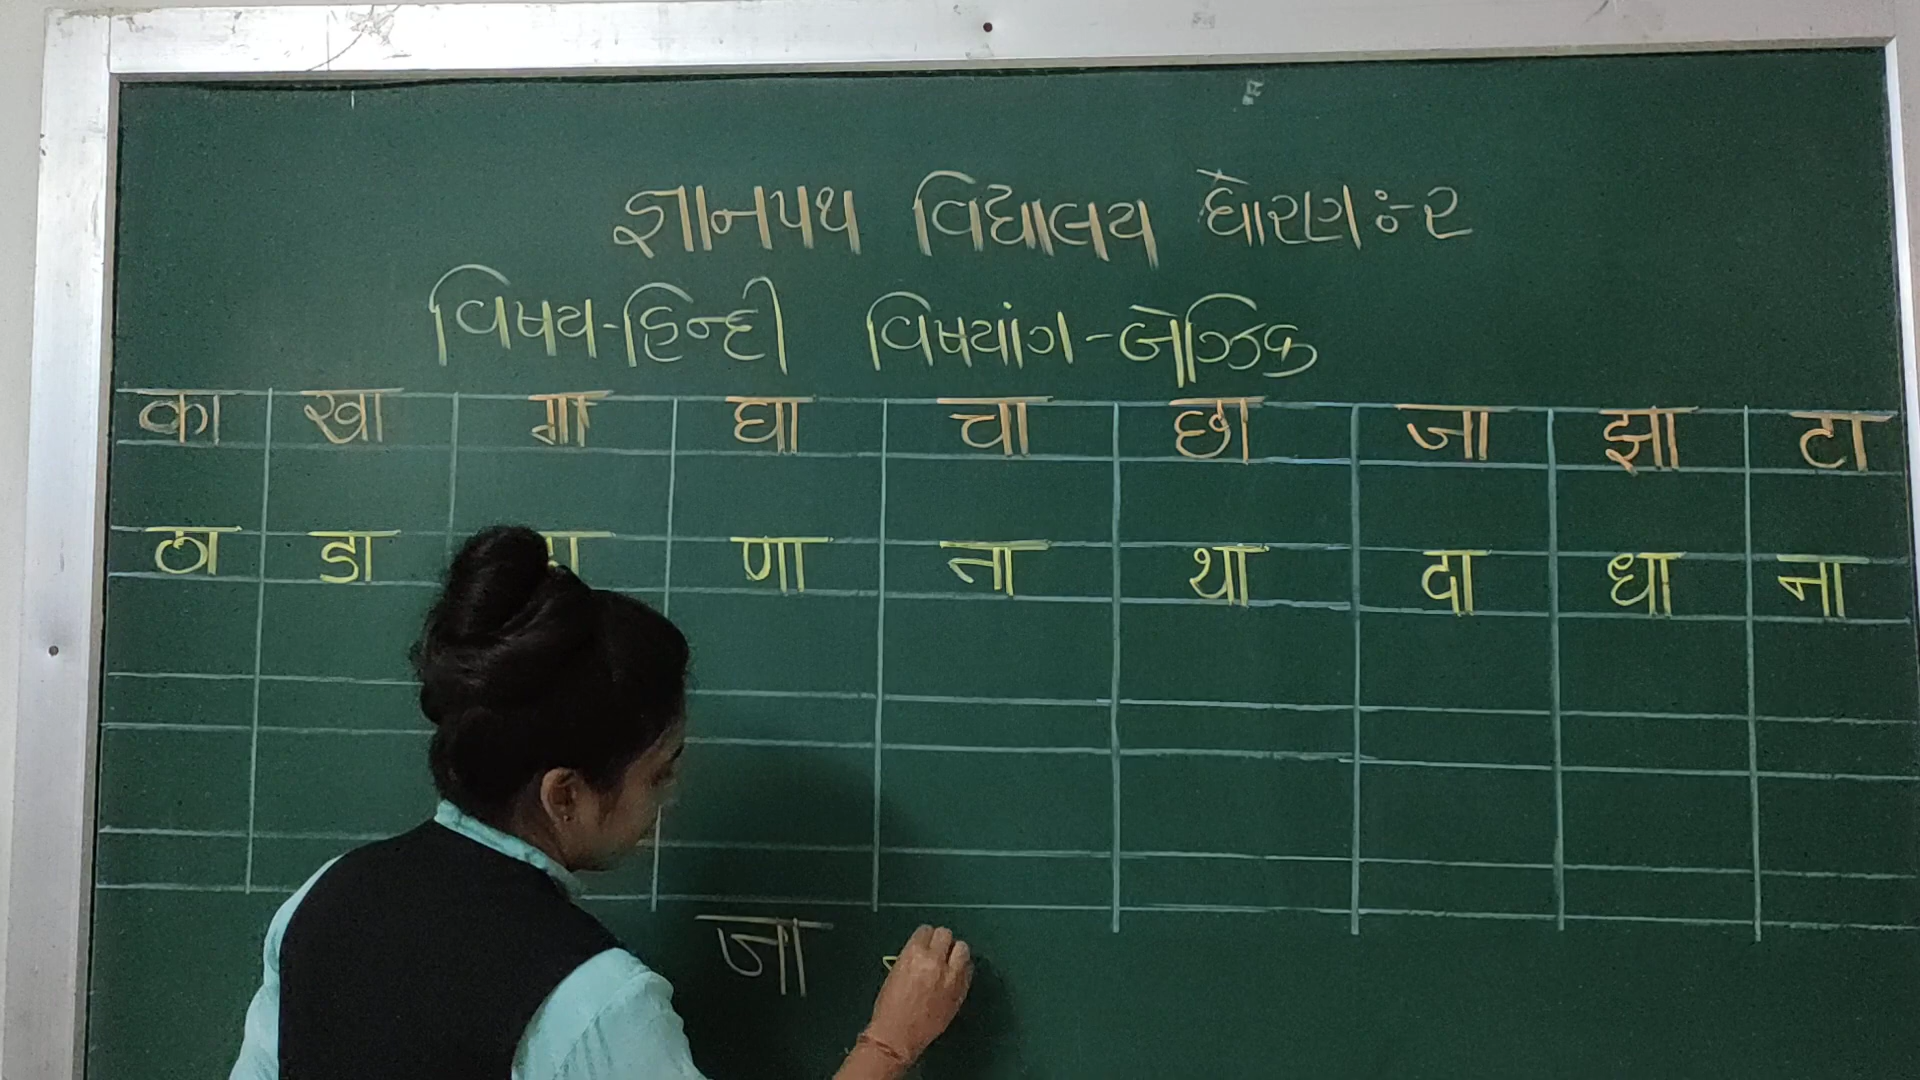 જ્ઞાનપથ વિદ્યાલય ધોરણ :- ૨
વિષય-હિન્દી વિષયાંગ-બેઝિક
का खा गा घा चा छा जा झा टा
ठा डा णा ता था दा धा ना
जा